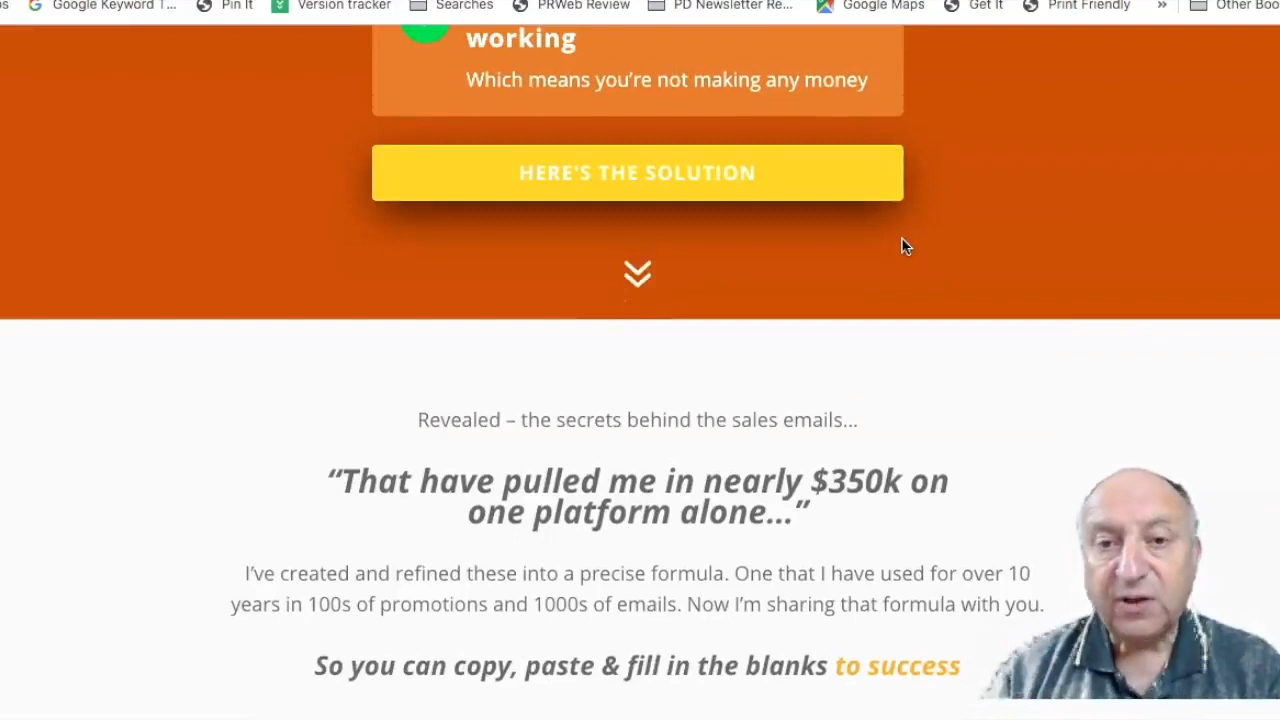 Google Keyword T... Pin It Version tracker Searches PRWeb Review PD Newsletter Re... Google Maps Get It Print Friendly » Other Boo
working
Which means you’re not making any money
HERE'S THE SOLUTION
Revealed – the secrets behind the sales emails...
“That have pulled me in nearly $350k on
one platform alone...”
I’ve created and refined these into a precise formula. One that I have used for over 10
years in 100s of promotions and 1000s of emails. Now I’m sharing that formula with you.
So you can copy, paste & fill in the blanks to success